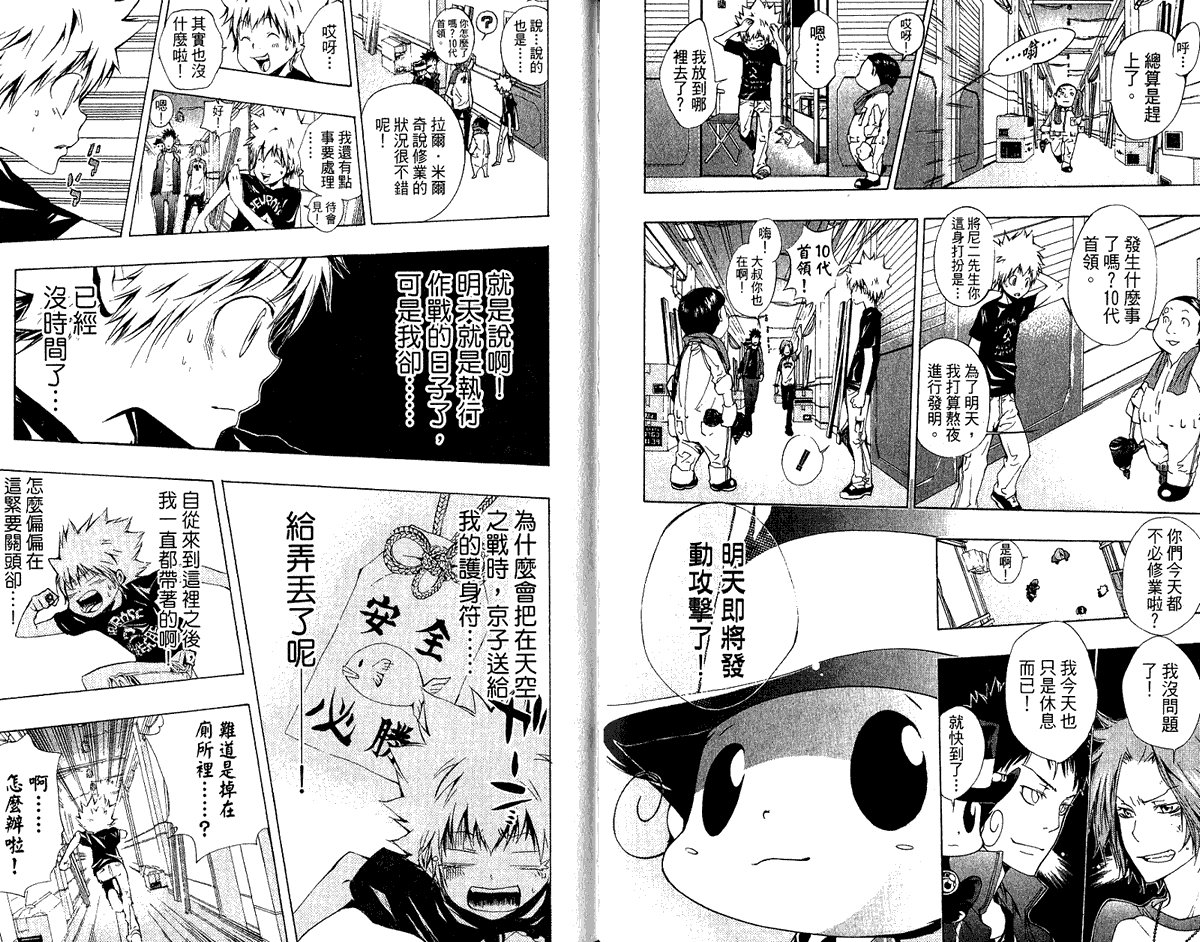 呼…
總算是趕
上了。
…嗡…
哎呀！
嗯……
我放到哪
裡去了？
發生什麼事
了嗎？10代
首領。
將尼二先生你
這身打扮是…
為了明天，
我打算熬夜
進行發明。
10代
首領！
嗨！大叔你也
在啊！
！
你們今天都
不必修業啦？
是啊！
我沒問題
了！
我今天也
只是休息
而已！
就快到了…
明天即將發
動攻擊了！
說…說的
也是……
？
你怎麼了
嗎？10代
首領。
拉爾·米爾
奇說修業的
狀況很不錯
呢！
哎呀…
其實也沒
什麼啦！
我還有點
事要處理
待會
見！
好！
嗯！
就是說啊！
明天就是執行
作戰的日子了，
可是我卻……
已經
沒時間了…
為什麼會把在天空
之戰時，京子送給
我的護身符……
給弄丟了呢
——！
安全
必勝
ガーン
自從來到這裡之後
我一直都帶著的啊！
怎麼偏偏在
這緊要關頭卻…！
難道是掉在
廁所裡……？
啊……
怎麼辦啦！